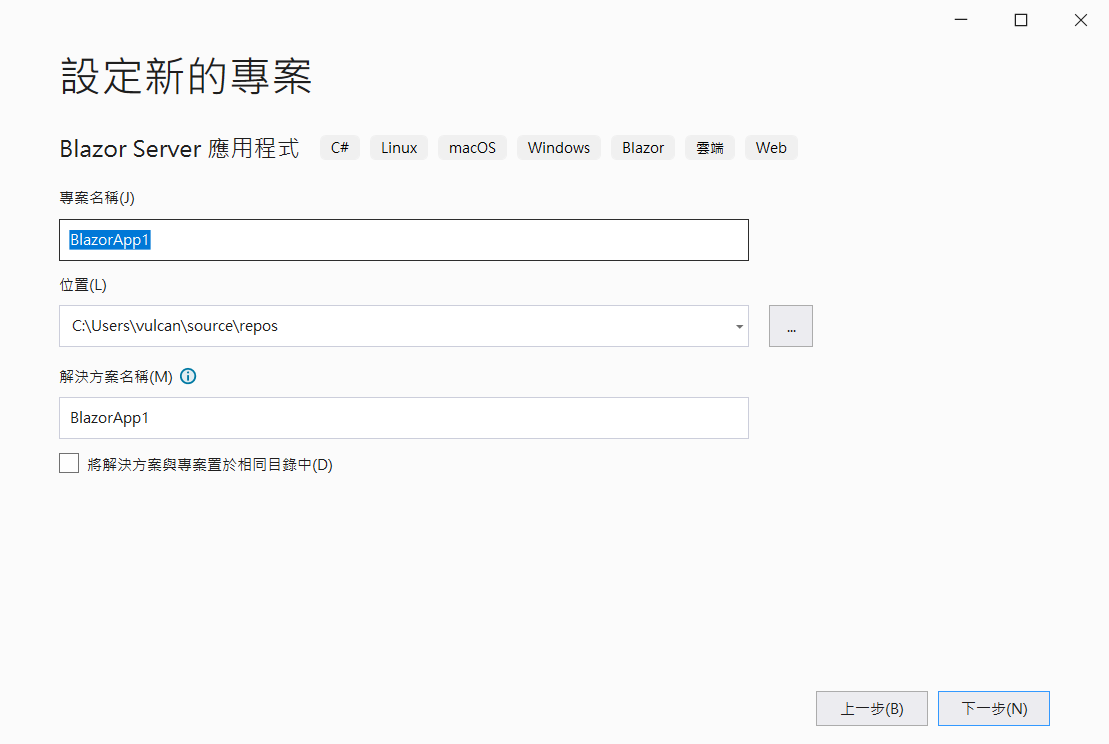 設定新的專案
Blazor Server 應用程式 C# Linux macOS Windows Blazor 雲端 Web
專案名稱(J)
BlazorApp1
位置(L)
C:\Users\vulcan\source\repos
...
解決方案名稱(M)
BlazorApp1
將解決方案與專案置於相同目錄中(D)
上一步(B) 下一步(N)